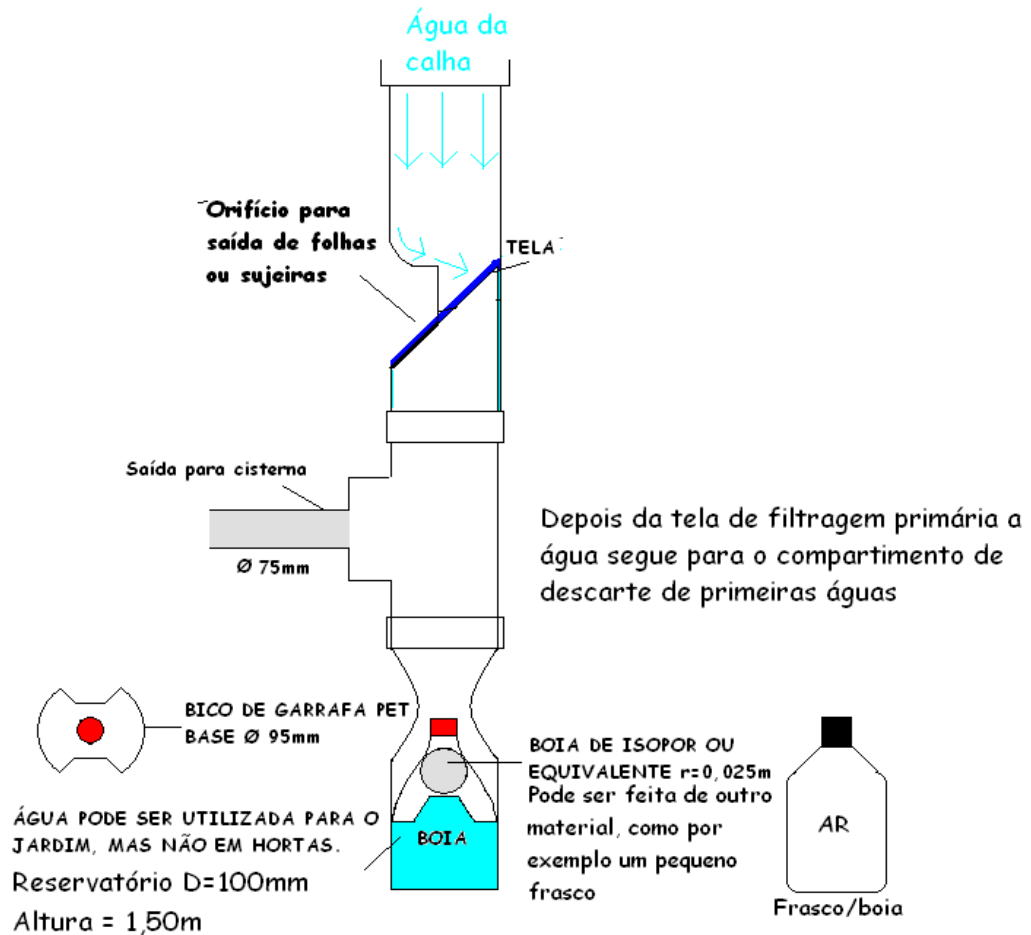 Água da
calha
Orifício para
saída de folhas
ou sujeiras
TELA
Saída para cisterna
Ø 75mm
Depois da tela de filtragem primária a
água segue para o compartimento de
descarte de primeiras águas
BICO DE GARRAFA PET
BASE Ø 95mm
BOIA DE ISOPOR OU
EQUIVALENTE r=0,025m
Pode ser feita de outro
material, como por
exemplo um pequeno
frasco
ÁGUA PODE SER UTILIZADA PARA O
JARDIM, MAS NÃO EM HORTAS.
Reservatório D=100mm
Altura = 1,50m
BOIA
AR
Frasco/boia